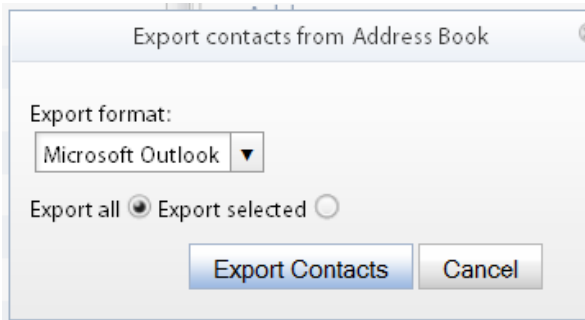 Export contacts from Address Book
Export format:
Microsoft Outlook
Export all Export selected
Export Contacts Cancel